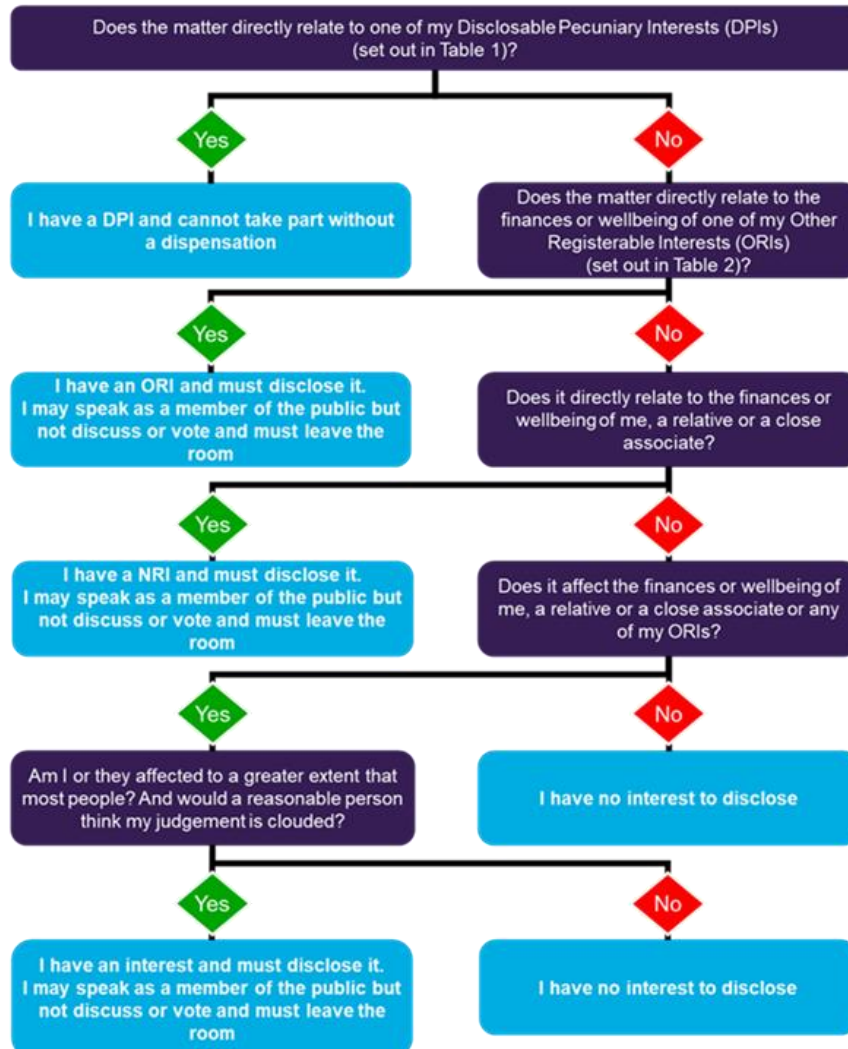 Does the matter directly relate to one of my Disclosable Pecuniary Interests (DPIs)
(set out in Table 1)?
Yes
No
I have a DPI and cannot take part without
a dispensation
Does the matter directly relate to the
finances or wellbeing of one of my Other
Registerable Interests (ORIs)
(set out in Table 2)?
Yes
No
I have an ORI and must disclose it.
I may speak as a member of the public but
not discuss or vote and must leave the
room
Does it directly relate to the finances or
wellbeing of me, a relative or a close
associate?
Yes
No
I have a NRI and must disclose it.
I may speak as a member of the public but
not discuss or vote and must leave the
room
Does it affect the finances or wellbeing of
me, a relative or a close associate or any
of my ORIs?
Yes
No
Am I or they affected to a greater extent that
most people? And would a reasonable person
think my judgement is clouded?
I have no interest to disclose
Yes
No
I have an interest and must disclose it.
I may speak as a member of the public but
not discuss or vote and must leave the
room
I have no interest to disclose